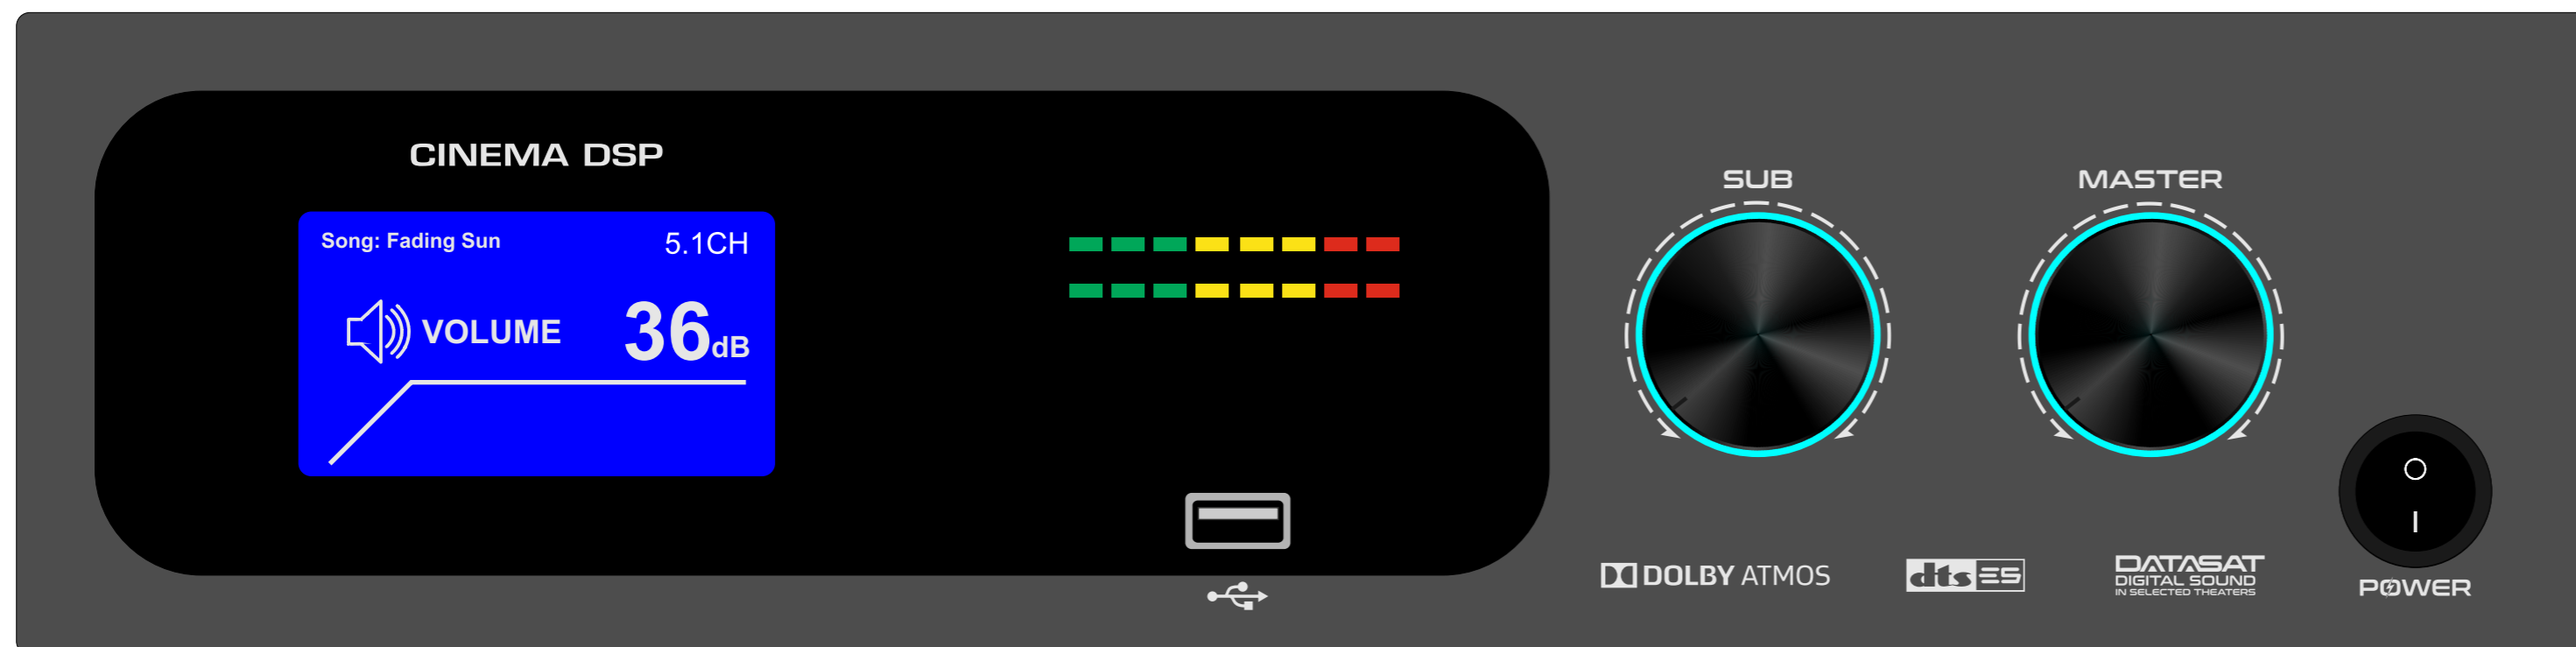 CINEMA DSP
Song: Fading Sun 5.1CH
VOLUME 36dB
SUB
MASTER
DOLBY ATMOS
dts ES
DATASAT
DIGITAL SOUND
IN SELECTED THEATERS
POWER